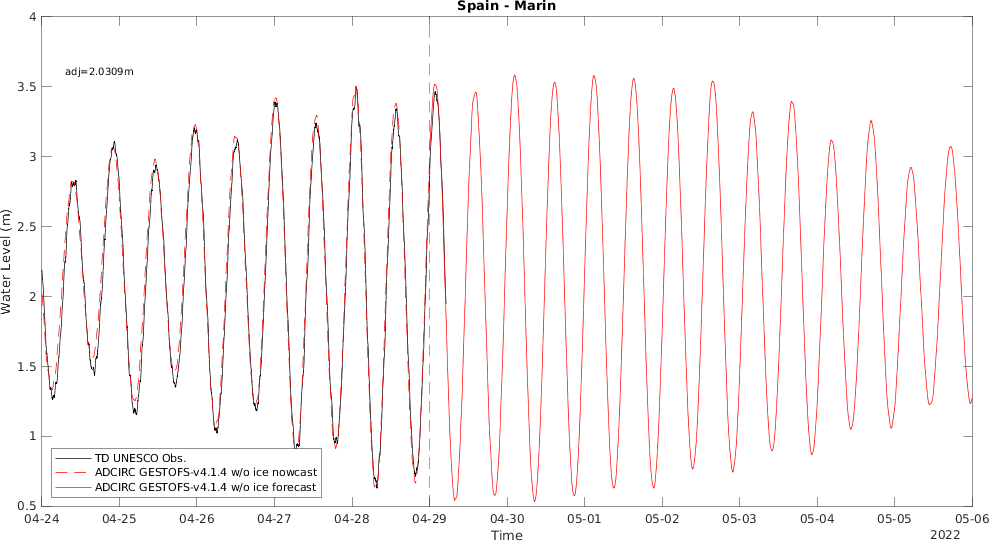 Spain - Marin
4
3.5
3
2.5
2
1.5
1
0.5
Water Level (m)
adj=2.0309m
TD UNESCO Obs.
ADCIRC GESTOFS-v4.1.4 w/o ice nowcast
ADCIRC GESTOFS-v4.1.4 w/o ice forecast
04-24 04-25 04-26 04-27 04-28 04-29 04-30 05-01 05-02 05-03 05-04 05-05 05-06
Time
2022